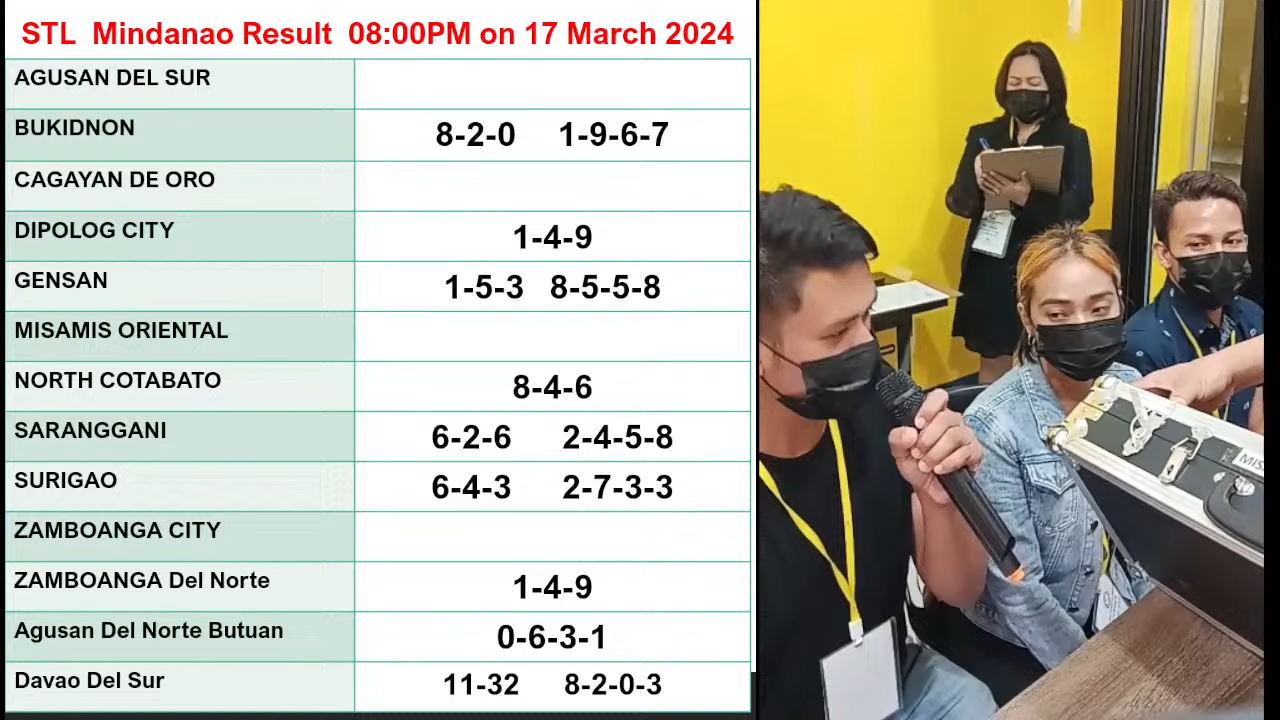 STL Mindanao Result 08:00PM on 17 March 2024
AGUSAN DEL SUR
BUKIDNON 8-2-0 1-9-6-7
CAGAYAN DE ORO
DIPOLOG CITY 1-4-9
GENSAN 1-5-3 8-5-5-8
MISAMIS ORIENTAL
NORTH COTABATO 8-4-6
SARANGGANI 6-2-6 2-4-5-8
SURIGAO 6-4-3 2-7-3-3
ZAMBOANGA CITY
ZAMBOANGA Del Norte 1-4-9
Agusan Del Norte Butuan 0-6-3-1
Davao Del Sur 11-32 8-2-0-3